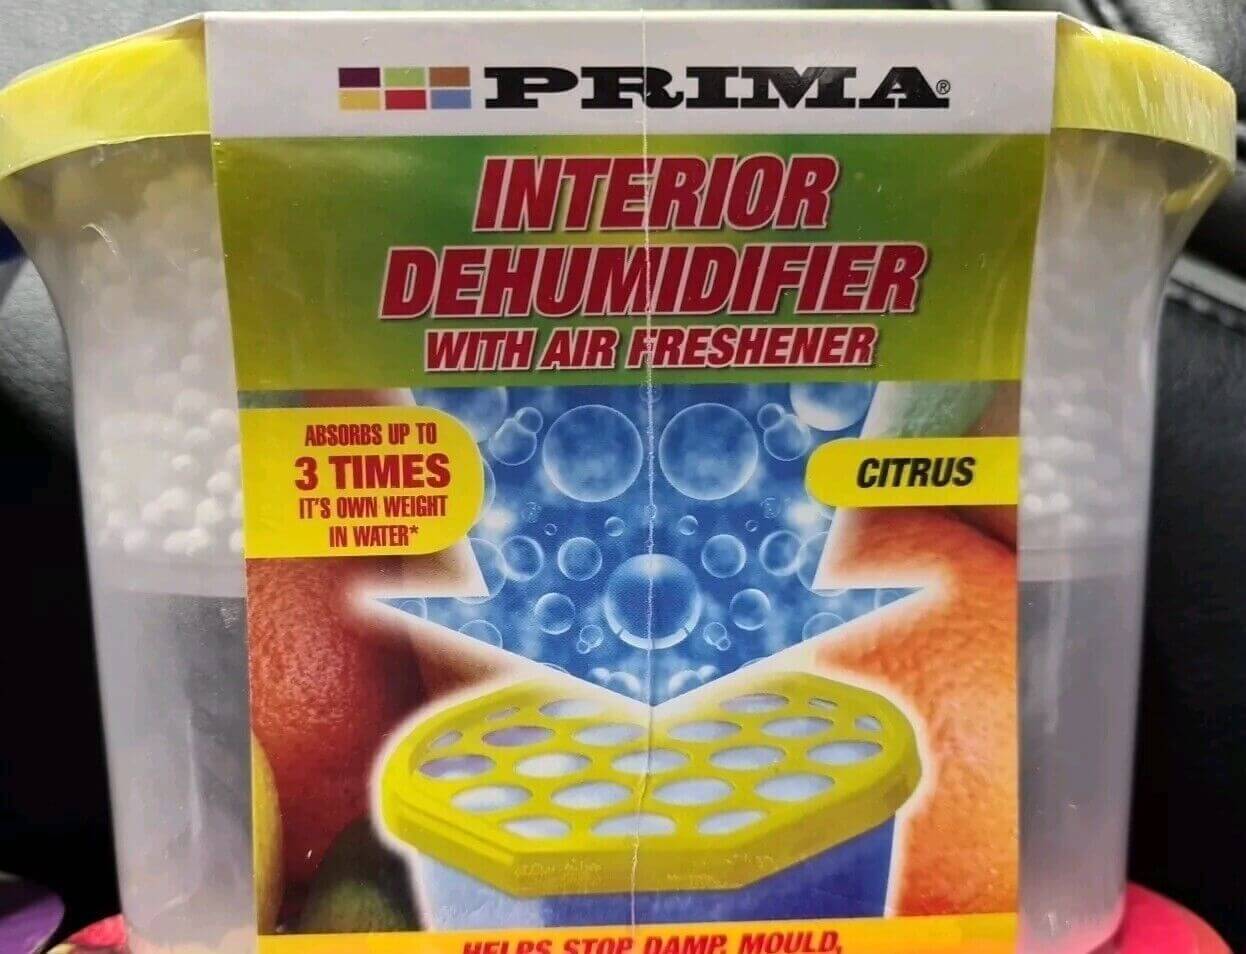 PRIMA®
INTERIOR
DEHUMIDIFIER
WITH AIR FRESHENER
ABSORBS UP TO
3 TIMES
IT'S OWN WEIGHT
IN WATER*
CITRUS
HELPS STOP DAMP, MOULD,